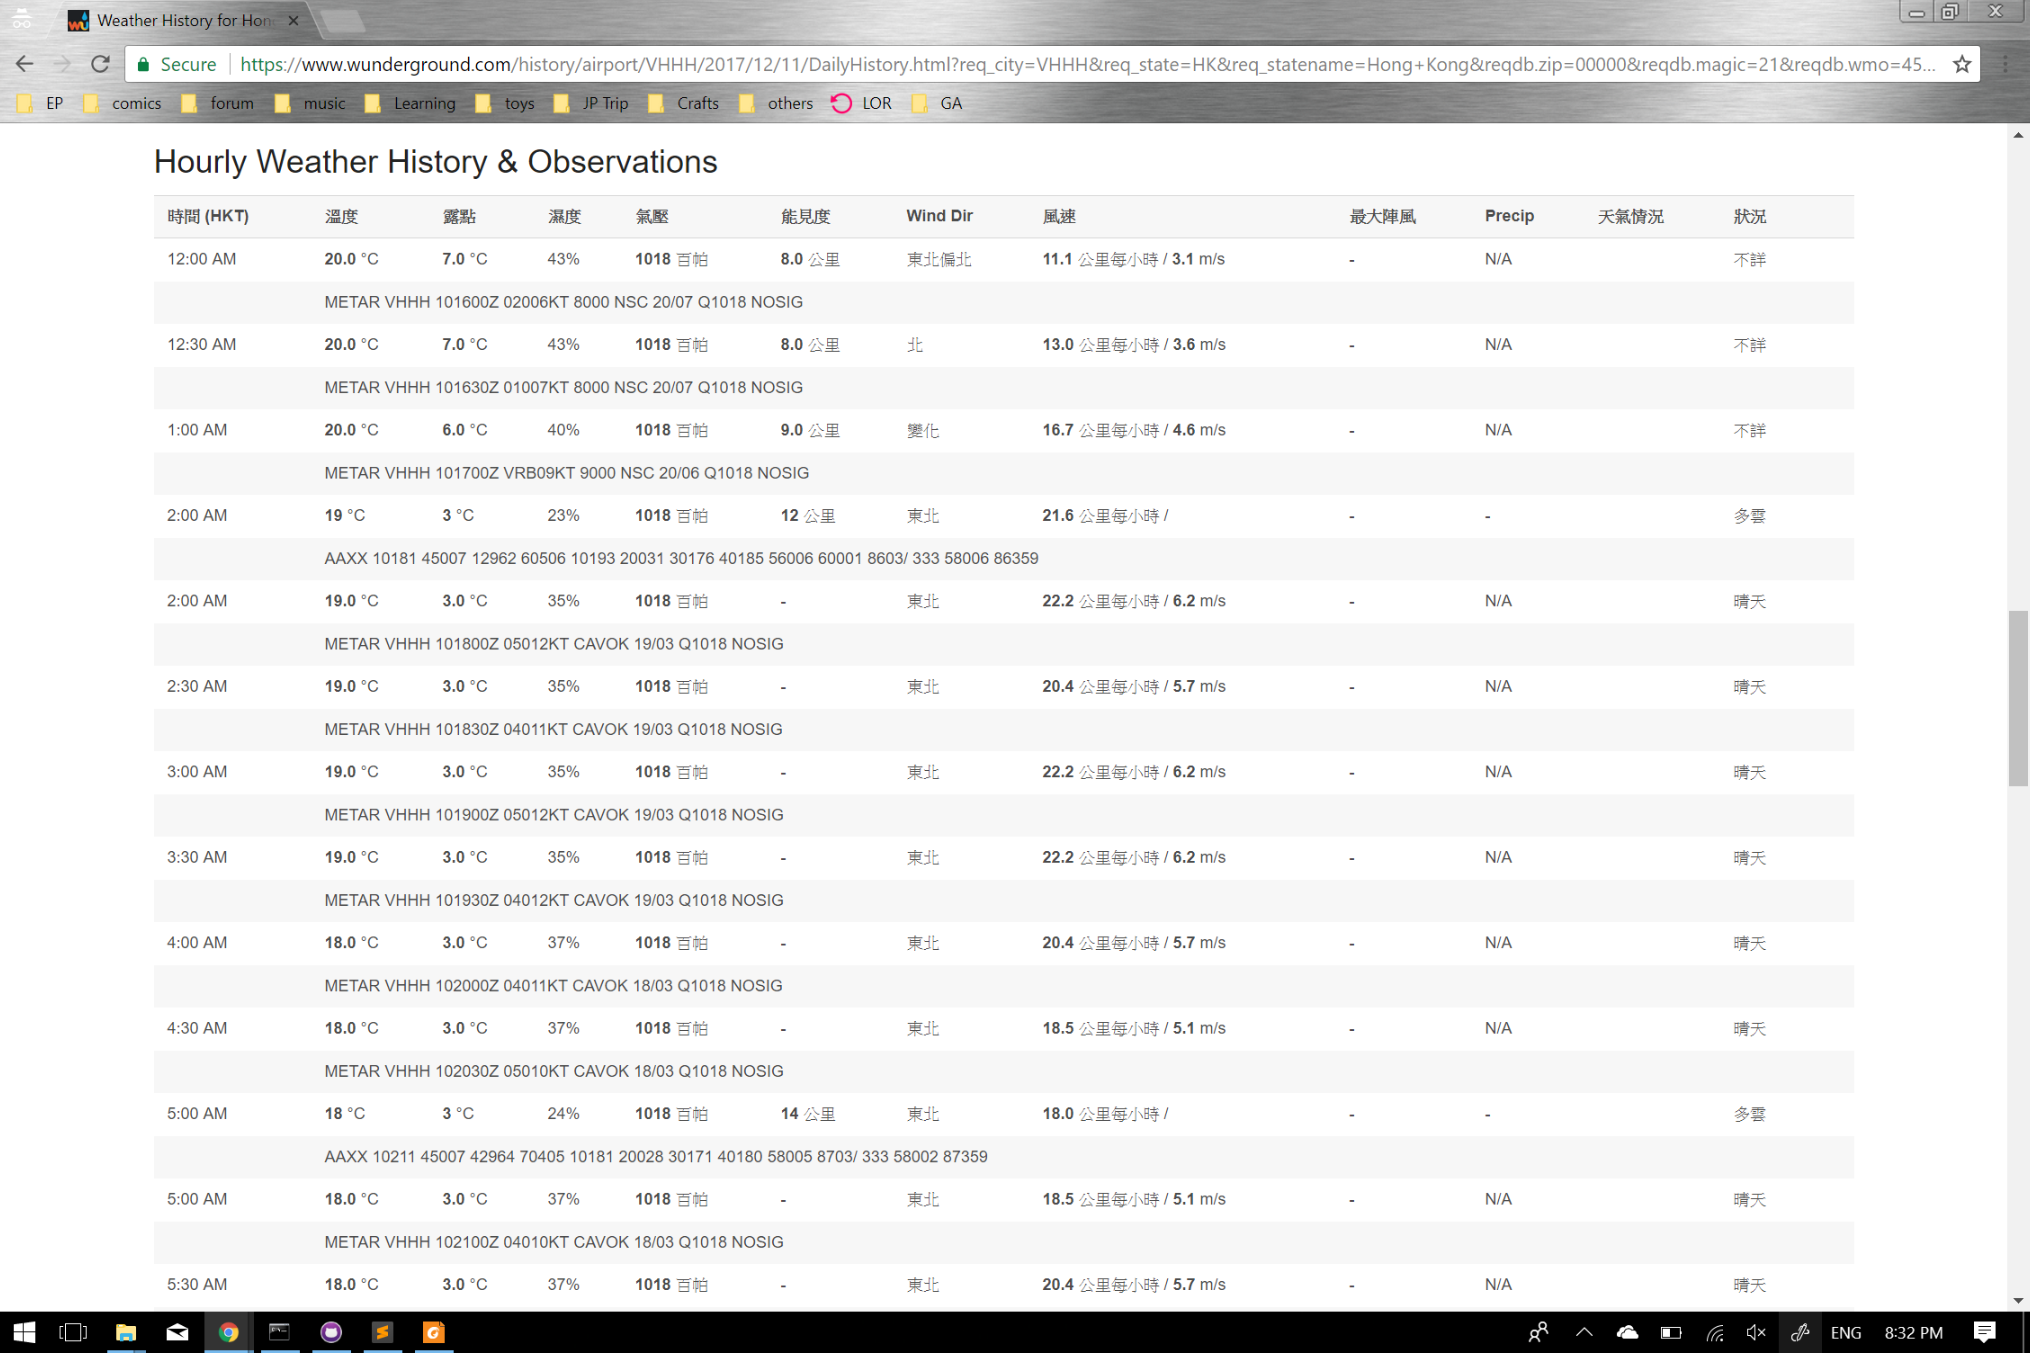 Weather History for Hon
Secure https://www.wunderground.com/history/airport/VHHH/2017/12/11/DailyHistory.html?req_city=VHHH&req_state=HK&req_statename=Hong+Kong&reqdb.zip=00000&reqdb.magic=21&reqdb.wmo=45...
EP comics forum music Learning toys JP Trip Crafts others LOR GA
Hourly Weather History & Observations
時間 (HKT) 溫度 露點 濕度 氣壓 能見度 Wind Dir 風速 最大陣風 Precip 天氣情況 狀況
12:00 AM 20.0 °C 7.0 °C 43% 1018 百帕 8.0 公里 東北偏北 11.1 公里每小時 / 3.1 m/s - N/A 不詳
METAR VHHH 101600Z 02006KT 8000 NSC 20/07 Q1018 NOSIG
12:30 AM 20.0 °C 7.0 °C 43% 1018 百帕 8.0 公里 北 13.0 公里每小時 / 3.6 m/s - N/A 不詳
METAR VHHH 101630Z 01007KT 8000 NSC 20/07 Q1018 NOSIG
1:00 AM 20.0 °C 6.0 °C 40% 1018 百帕 9.0 公里 變化 16.7 公里每小時 / 4.6 m/s - N/A 不詳
METAR VHHH 101700Z VRB09KT 9000 NSC 20/06 Q1018 NOSIG
2:00 AM 19 °C 3 °C 23% 1018 百帕 12 公里 東北 21.6 公里每小時 / - - 多雲
AAXX 10181 45007 12962 60506 10193 20031 30176 40185 56006 60001 8603/ 333 58006 86359
2:00 AM 19.0 °C 3.0 °C 35% 1018 百帕 - 東北 22.2 公里每小時 / 6.2 m/s - N/A 晴天
METAR VHHH 101800Z 05012KT CAVOK 19/03 Q1018 NOSIG
2:30 AM 19.0 °C 3.0 °C 35% 1018 百帕 - 東北 20.4 公里每小時 / 5.7 m/s - N/A 晴天
METAR VHHH 101830Z 04011KT CAVOK 19/03 Q1018 NOSIG
3:00 AM 19.0 °C 3.0 °C 35% 1018 百帕 - 東北 22.2 公里每小時 / 6.2 m/s - N/A 晴天
METAR VHHH 101900Z 05012KT CAVOK 19/03 Q1018 NOSIG
3:30 AM 19.0 °C 3.0 °C 35% 1018 百帕 - 東北 22.2 公里每小時 / 6.2 m/s - N/A 晴天
METAR VHHH 101930Z 04012KT CAVOK 19/03 Q1018 NOSIG
4:00 AM 18.0 °C 3.0 °C 37% 1018 百帕 - 東北 20.4 公里每小時 / 5.7 m/s - N/A 晴天
METAR VHHH 102000Z 04011KT CAVOK 18/03 Q1018 NOSIG
4:30 AM 18.0 °C 3.0 °C 37% 1018 百帕 - 東北 18.5 公里每小時 / 5.1 m/s - N/A 晴天
METAR VHHH 102030Z 05010KT CAVOK 18/03 Q1018 NOSIG
5:00 AM 18 °C 3 °C 24% 1018 百帕 14 公里 東北 18.0 公里每小時 / - - 多雲
AAXX 10211 45007 42964 70405 10181 20028 30171 40180 58005 8703/ 333 58002 87359
5:00 AM 18.0 °C 3.0 °C 37% 1018 百帕 - 東北 18.5 公里每小時 / 5.1 m/s - N/A 晴天
METAR VHHH 102100Z 04010KT CAVOK 18/03 Q1018 NOSIG
5:30 AM 18.0 °C 3.0 °C 37% 1018 百帕 - 東北 20.4 公里每小時 / 5.7 m/s - N/A 晴天
ENG 8:32 PM